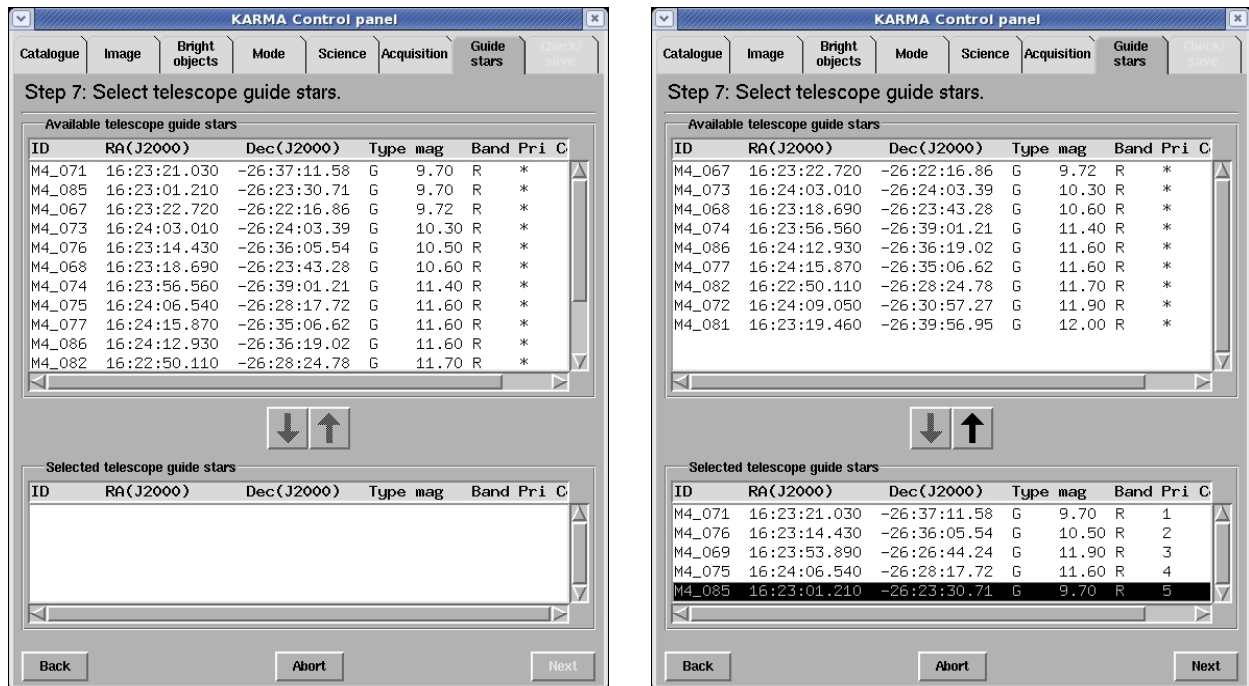 KARMA Control panel
Catalogue Image Bright objects Mode Science Acquisition Guide stars Check/ save
Step 7: Select telescope guide stars.
Available telescope guide stars
ID RA(J2000) Dec(J2000) Type mag Band Pri C
M4_071 16:23:21.030 -26:37:11.58 G 9.70 R *
M4_085 16:23:01.210 -26:23:30.71 G 9.70 R *
M4_067 16:23:22.720 -26:22:16.86 G 9.72 R *
M4_073 16:24:03.010 -26:24:03.39 G 10.30 R *
M4_076 16:23:14.430 -26:36:05.54 G 10.50 R *
M4_068 16:23:18.690 -26:23:43.28 G 10.60 R *
M4_074 16:23:56.560 -26:39:01.21 G 11.40 R *
M4_075 16:24:06.540 -26:28:17.72 G 11.60 R *
M4_077 16:24:15.870 -26:35:06.62 G 11.60 R *
M4_086 16:24:12.930 -26:36:19.02 G 11.60 R *
M4_082 16:22:50.110 -26:28:24.78 G 11.70 R *
Selected telescope guide stars
ID RA(J2000) Dec(J2000) Type mag Band Pri C
Back Abort Next
KARMA Control panel
Catalogue Image Bright objects Mode Science Acquisition Guide stars Check/ save
Step 7: Select telescope guide stars.
Available telescope guide stars
ID RA(J2000) Dec(J2000) Type mag Band Pri C
M4_067 16:23:22.720 -26:22:16.86 G 9.72 R *
M4_073 16:24:03.010 -26:24:03.39 G 10.30 R *
M4_068 16:23:18.690 -26:23:43.28 G 10.60 R *
M4_074 16:23:56.560 -26:39:01.21 G 11.40 R *
M4_086 16:24:12.930 -26:36:19.02 G 11.60 R *
M4_077 16:24:15.870 -26:35:06.62 G 11.60 R *
M4_082 16:22:50.110 -26:28:24.78 G 11.70 R *
M4_072 16:24:09.050 -26:30:57.27 G 11.90 R *
M4_081 16:23:19.460 -26:39:56.95 G 12.00 R *
Selected telescope guide stars
ID RA(J2000) Dec(J2000) Type mag Band Pri C
M4_071 16:23:21.030 -26:37:11.58 G 9.70 R 1
M4_076 16:23:14.430 -26:36:05.54 G 10.50 R 2
M4_069 16:23:53.890 -26:26:44.24 G 11.90 R 3
M4_075 16:24:06.540 -26:28:17.72 G 11.60 R 4
M4_085 16:23:01.210 -26:23:30.71 G 9.70 R 5
Back Abort Next